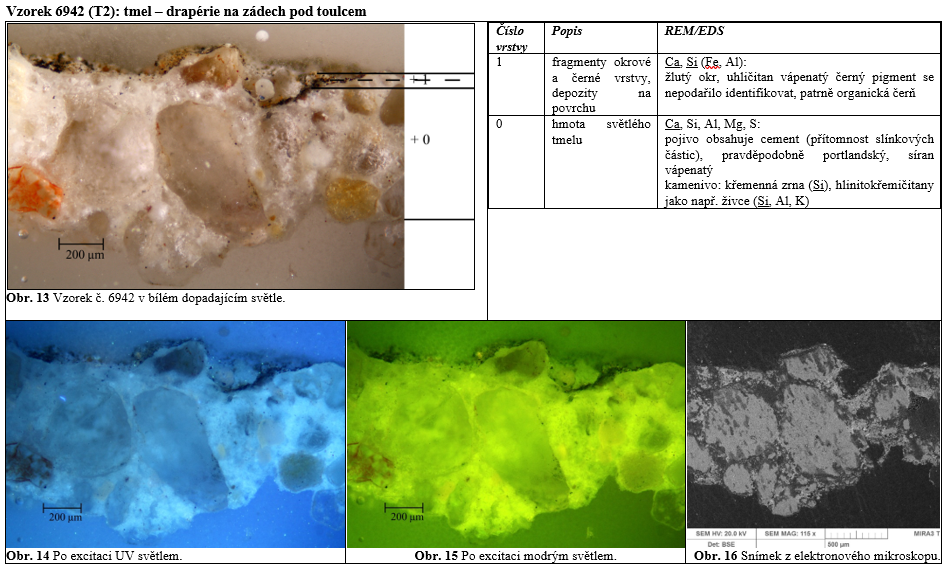 Vzorek 6942 (T2): tmel – drapérie na zádech pod toulcem
+1
+ 0
200 µm
Obr. 13 Vzorek č. 6942 v bílém dopadajícím světle.
Číslo vrstvy
Popis
REM/EDS
1
fragmenty okrové
a černé vrstvy,
depozity na
povrchu
Ca, Si (Fe, Al):
žlutý okr, uhličitan vápenatý černý pigment se
nepodařilo identifikovat, patrně organická čerň
0
hmota světlého
tmelu
Ca, Si, Al, Mg, S:
pojivo obsahuje cement (přítomnost slínkových
částic), pravděpodobně portlandský, síran
vápenatý
kamenivo: křemenná zrna (Si), hlinitokřemičitany
jako např. živce (Si, Al, K)
200 µm
200 µm
SEM HV: 20.0 kV
SEM MAG: 115 x
MIRA3 T
Det: BSE
500 µm
Obr. 14 Po excitaci UV světlem.
Obr. 15 Po excitaci modrým světlem.
Obr. 16 Snímek z elektronového mikroskopu.